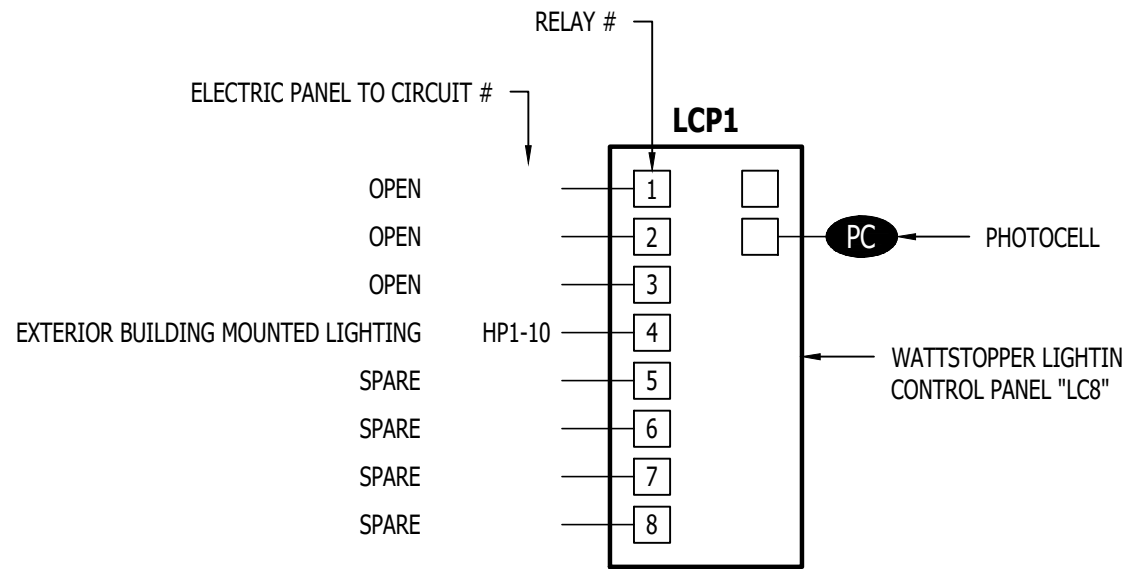 RELAY #
ELECTRIC PANEL TO CIRCUIT #
LCP1
OPEN 1
OPEN 2 PC PHOTOCELL
OPEN 3
EXTERIOR BUILDING MOUNTED LIGHTING HP1-10 4
WATTSTOPPER LIGHTIN
CONTROL PANEL "LC8"
SPARE 5
SPARE 6
SPARE 7
SPARE 8